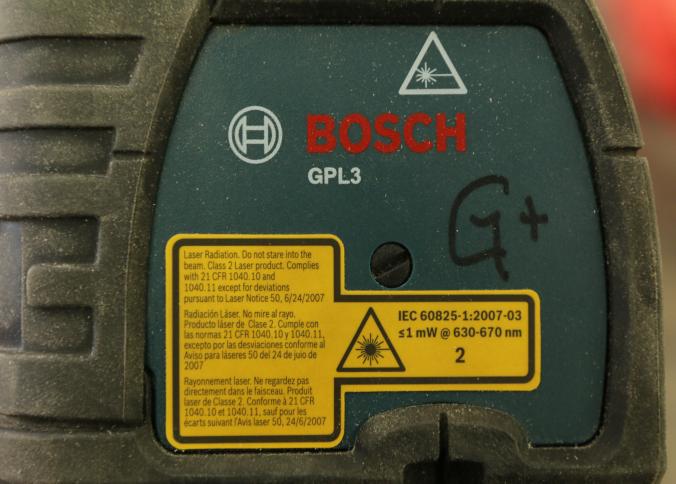 BOSCH
GPL3
G+
Laser Radiation. Do not stare into the
beam. Class 2 Laser product. Complies
with 21 CFR 1040.10 and
1040.11 except for deviations
pursuant to Laser Notice 50, 6/24/2007
Radiación Láser. No mire al rayo.
Producto láser de Clase 2. Cumple con
las normas 21 CFR 1040.10 y 1040.11,
excepto por las desviaciones conforme al
Aviso para láseres 50 del 24 de juio de
2007
Rayonnement laser. Ne regardez pas
directement dans le faisceau. Produit
laser de Classe 2. Conforme à 21 CFR
1040.10 et 1040.11, sauf pour les
écarts suivant l'Avis laser 50, 24/6/2007
IEC 60825-1:2007-03
≤1 mW @ 630-670 nm
2